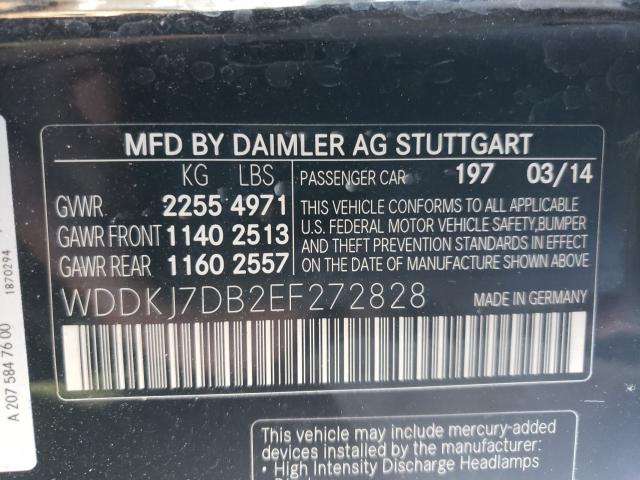 MFD BY DAIMLER AG STUTTGART
KG LBS
GVWR 2255 4971
GAWR FRONT 1140 2513
GAWR REAR 1160 2557
PASSENGER CAR 197 03/14
THIS VEHICLE CONFORMS TO ALL APPLICABLE
U.S. FEDERAL MOTOR VEHICLE SAFETY,BUMPER
AND THEFT PREVENTION STANDARDS IN EFFECT
ON THE DATE OF MANUFACTURE SHOWN ABOVE.
WDDKJ7DB2EF272828 MADE IN GERMANY
This vehicle may include mercury-added
devices installed by the manufacturer:
• High Intensity Discharge Headlamps
A 207 584 76 00
1870294